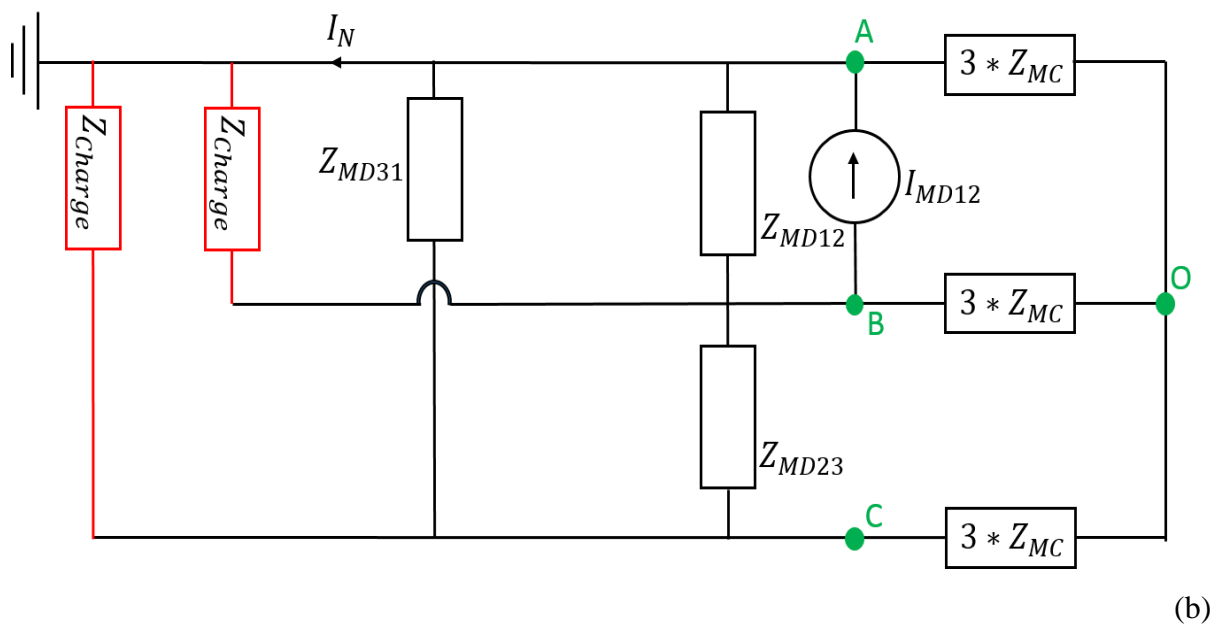 I_N
A
3 * Z_MC
Z_Charge
Z_Charge
Z_MD31
Z_MD12
I_MD12
B
3 * Z_MC
O
Z_MD23
C
3 * Z_MC
(b)